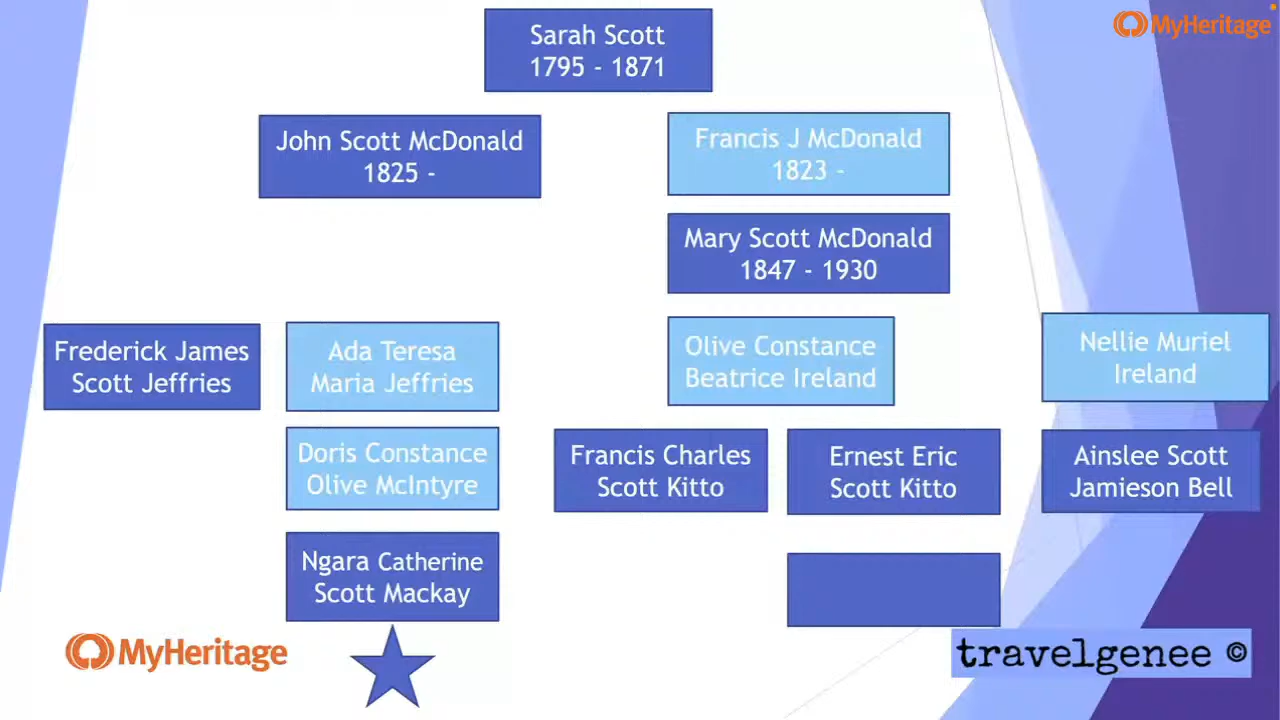 MyHeritage
Sarah Scott
1795 - 1871
John Scott McDonald
1825 -
Francis J McDonald
1823 -
Mary Scott McDonald
1847 - 1930
Frederick James
Scott Jeffries
Ada Teresa
Maria Jeffries
Olive Constance
Beatrice Ireland
Nellie Muriel
Ireland
Doris Constance
Olive McIntyre
Francis Charles
Scott Kitto
Ernest Eric
Scott Kitto
Ainslee Scott
Jamieson Bell
Ngara Catherine
Scott Mackay
MyHeritage
travelgenee ©